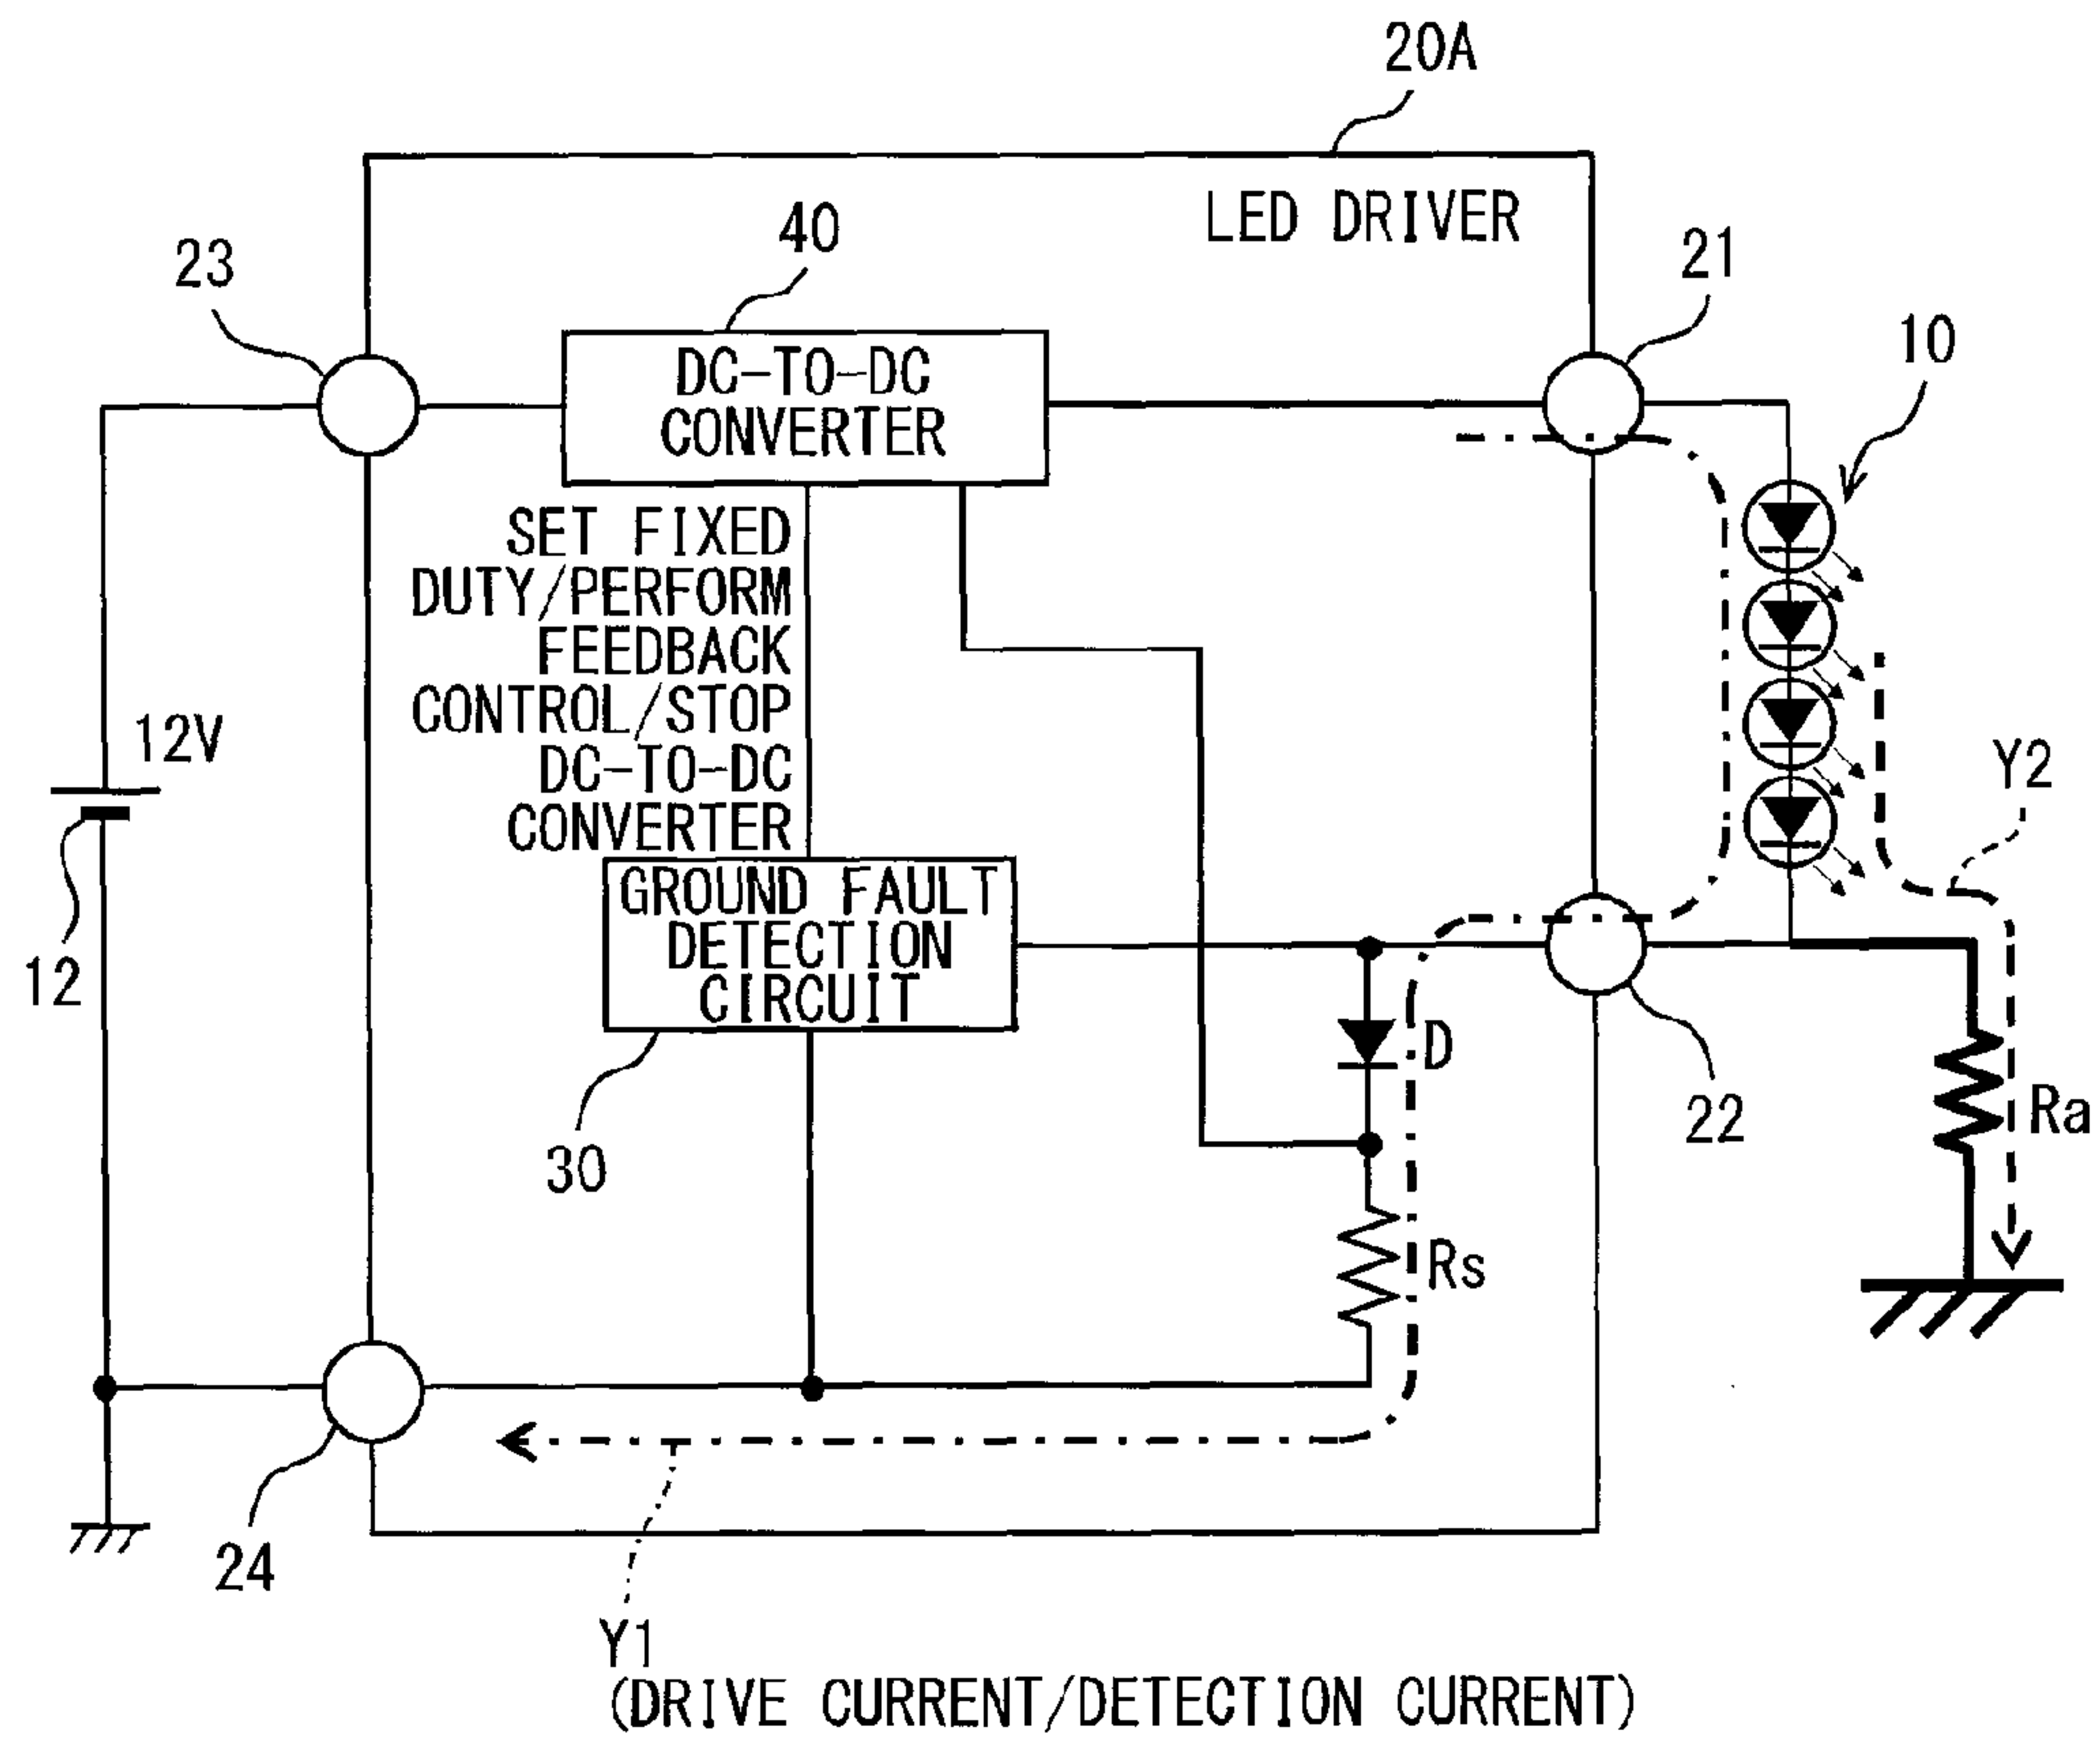 20A
LED DRIVER
40
23
21
10
DC-TO-DC
CONVERTER
SET FIXED
DUTY/PERFORM
FEEDBACK
CONTROL/STOP
DC-TO-DC
CONVERTER
12V
Y2
GROUND FAULT
DETECTION
CIRCUIT
12
D
22
Ra
30
Rs
24
Y1
(DRIVE CURRENT/DETECTION CURRENT)